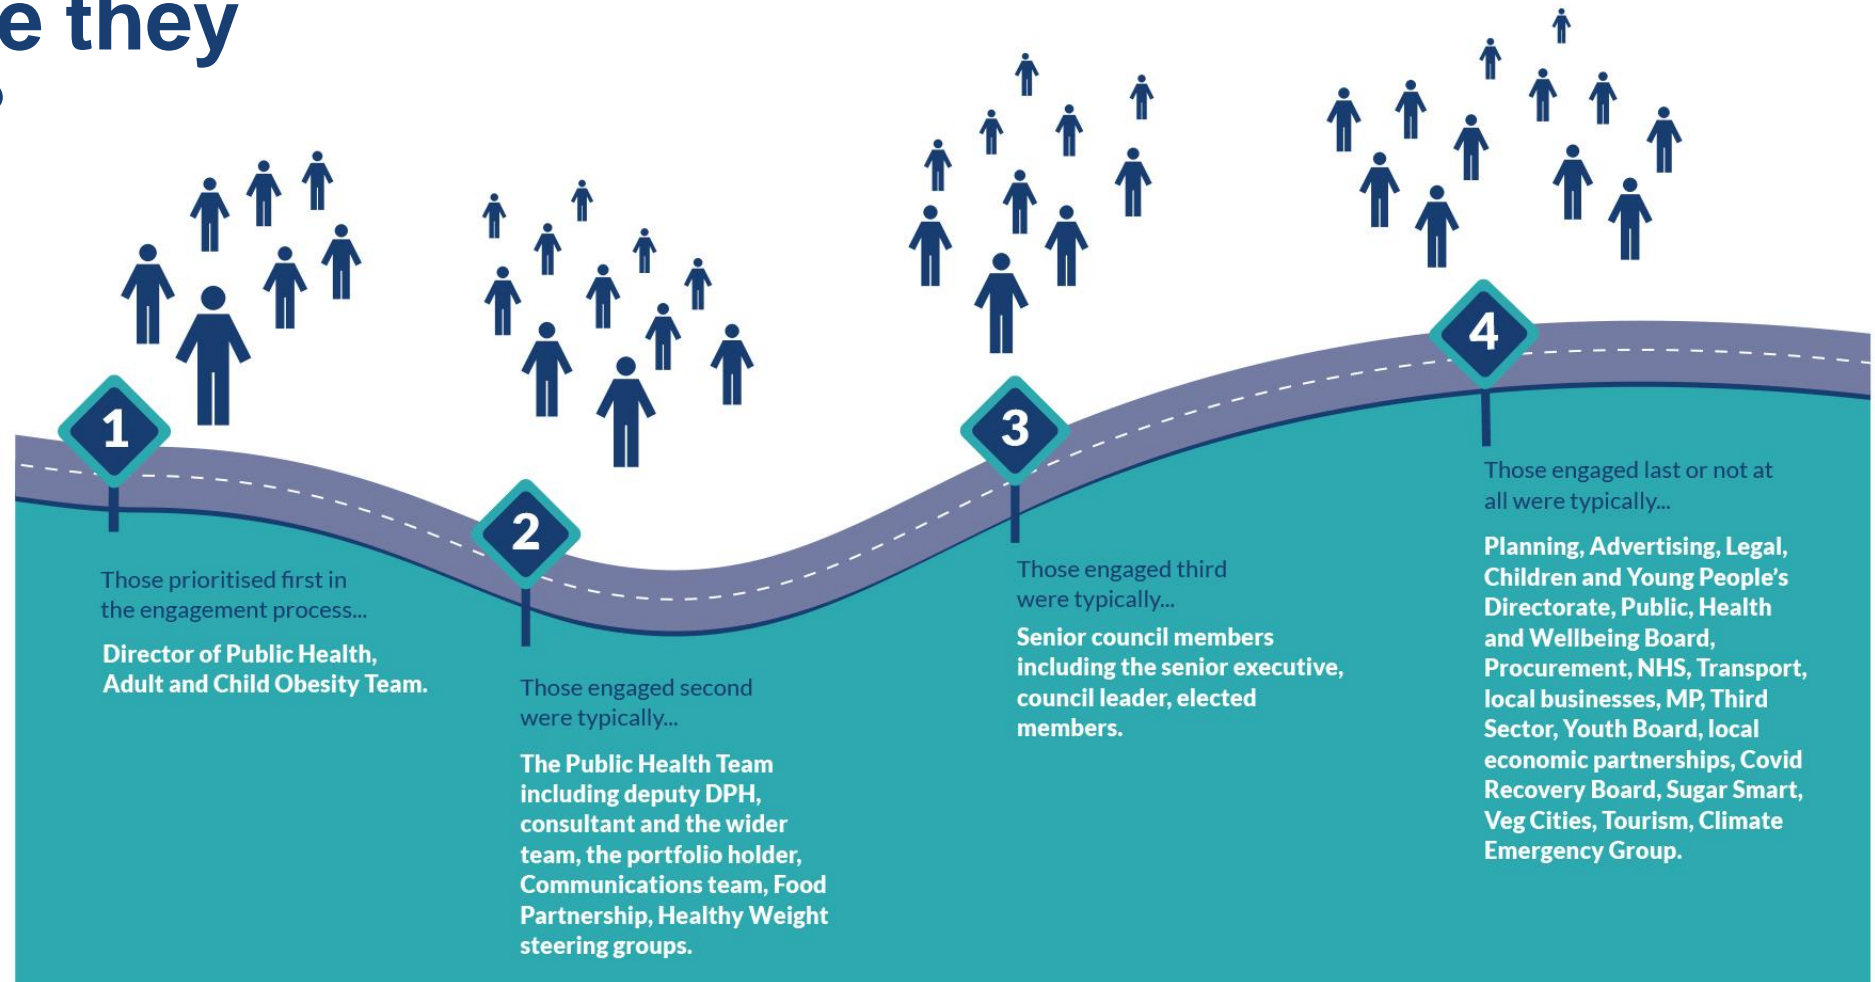 e they
?
1
Those prioritised first in
the engagement process...
Director of Public Health,
Adult and Child Obesity Team.
2
Those engaged second
were typically...
The Public Health Team
including deputy DPH,
consultant and the wider
team, the portfolio holder,
Communications team, Food
Partnership, Healthy Weight
steering groups.
3
Those engaged third
were typically...
Senior council members
including the senior executive,
council leader, elected
members.
4
Those engaged last or not at
all were typically...
Planning, Advertising, Legal,
Children and Young People’s
Directorate, Public, Health
and Wellbeing Board,
Procurement, NHS, Transport,
local businesses, MP, Third
Sector, Youth Board, local
economic partnerships, Covid
Recovery Board, Sugar Smart,
Veg Cities, Tourism, Climate
Emergency Group.